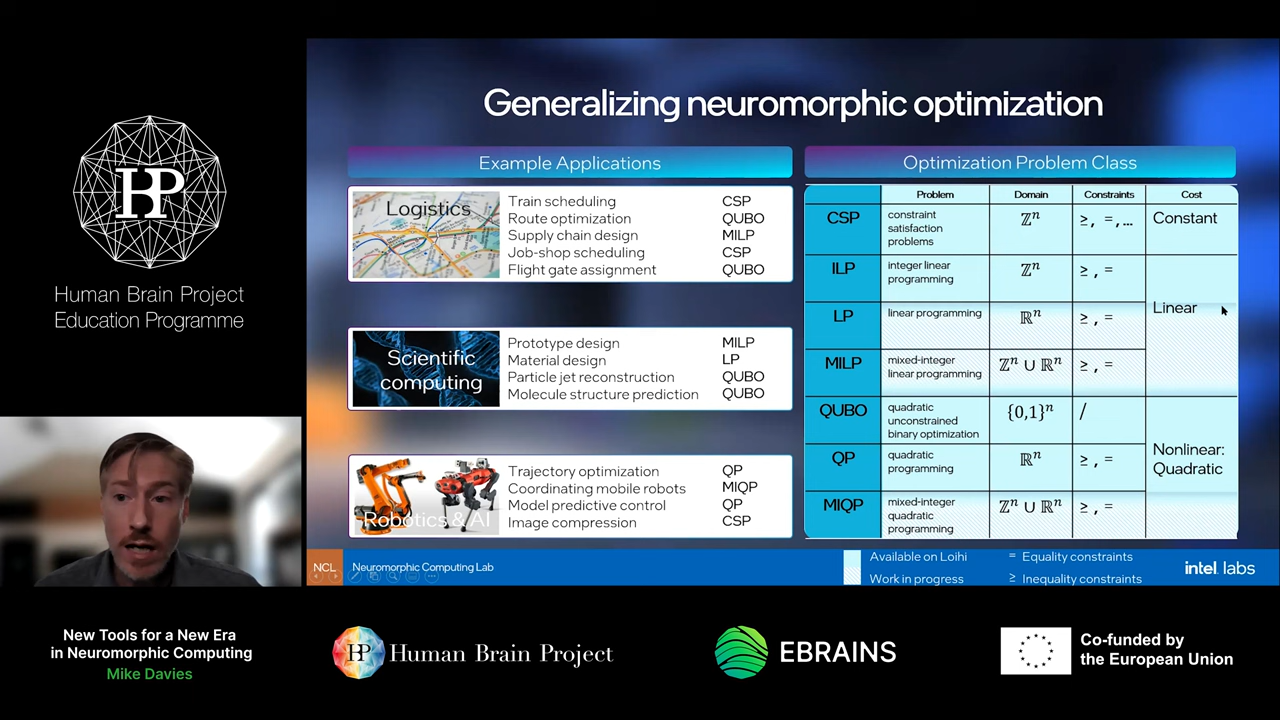 Generalizing neuromorphic optimization
Example Applications
Logistics
Train scheduling CSP
Route optimization QUBO
Supply chain design MILP
Job-shop scheduling CSP
Flight gate assignment QUBO
Scientific
computing
Prototype design MILP
Material design LP
Particle jet reconstruction QUBO
Molecule structure prediction QUBO
Robotics & AI
Trajectory optimization QP
Coordinating mobile robots MIQP
Model predictive control QP
Image compression CSP
Optimization Problem Class
Problem Domain Constraints Cost
CSP constraint satisfaction problems ℤⁿ ≥, =,... Constant
ILP integer linear programming ℤⁿ ≥, =
Linear
LP linear programming ℝⁿ ≥, =
MILP mixed-integer linear programming ℤⁿ ∪ ℝⁿ ≥, =
QUBO quadratic unconstrained binary optimization {0,1}ⁿ /
Nonlinear:
Quadratic
QP quadratic programming ℝⁿ ≥, =
MIQP mixed-integer quadratic programming ℤⁿ ∪ ℝⁿ ≥, =
NCL Neuromorphic Computing Lab
Available on Loihi
Work in progress
= Equality constraints
≥ Inequality constraints
intel labs
HP
Human Brain Project
Education Programme
New Tools for a New Era
in Neuromorphic Computing
Mike Davies
HP Human Brain Project
EBRAINS
Co-funded by
the European Union